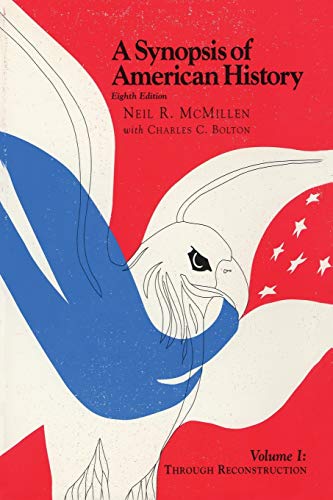 A Synopsis of
American History
Eighth Edition
NEIL R. MCMILLEN
with CHARLES C. BOLTON
Volume I:
THROUGH RECONSTRUCTION